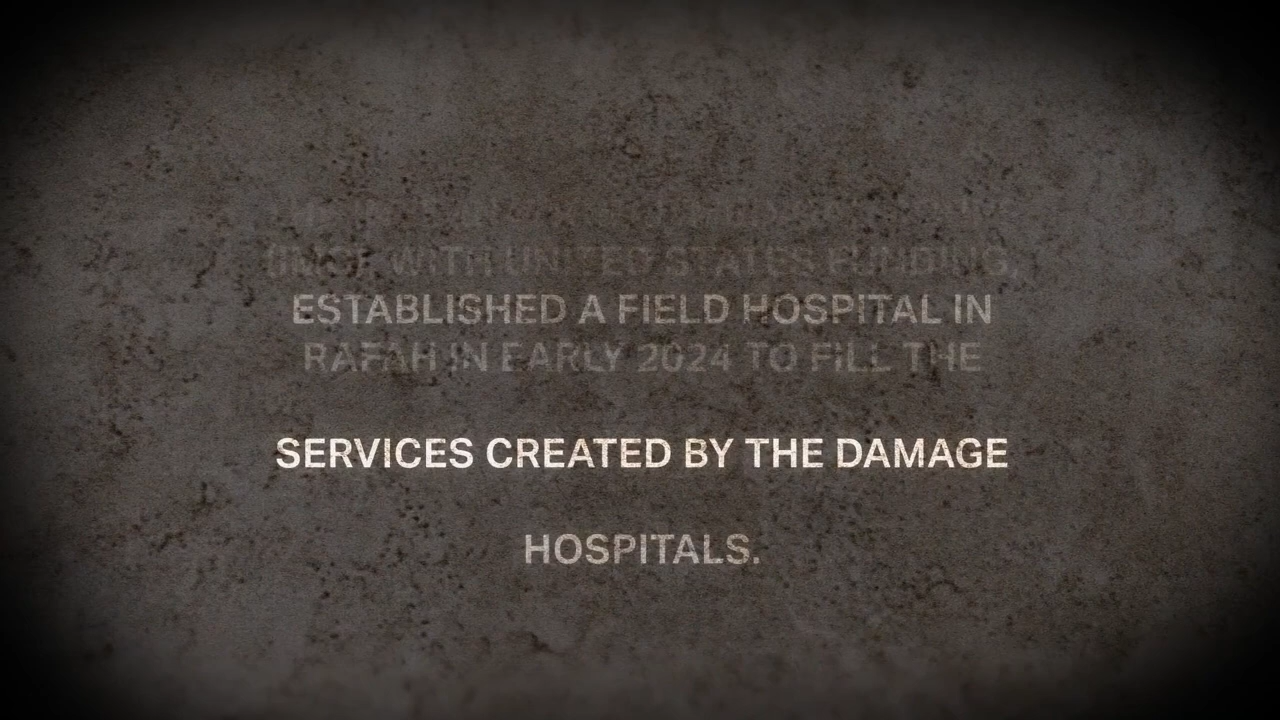 WITH UNITED STATES FUNDING,
ESTABLISHED A FIELD HOSPITAL IN
RAFAH IN EARLY 2024 TO FILL THE
SERVICES CREATED BY THE DAMAGE
HOSPITALS.